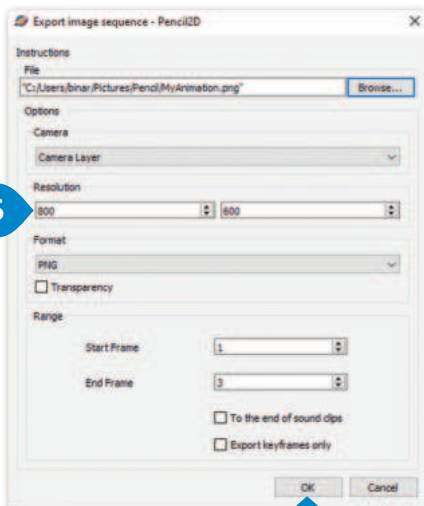 Export image sequence - Pencil2D
Instructions
File
"C:/Users/binar/Pictures/Pencil/MyAnimation.png" Browse...
Options
Camera
Camera Layer
Resolution
800 600
Format
PNG
Transparency
Range
Start Frame 1
End Frame 3
To the end of sound clips
Export keyframes only
OK Cancel